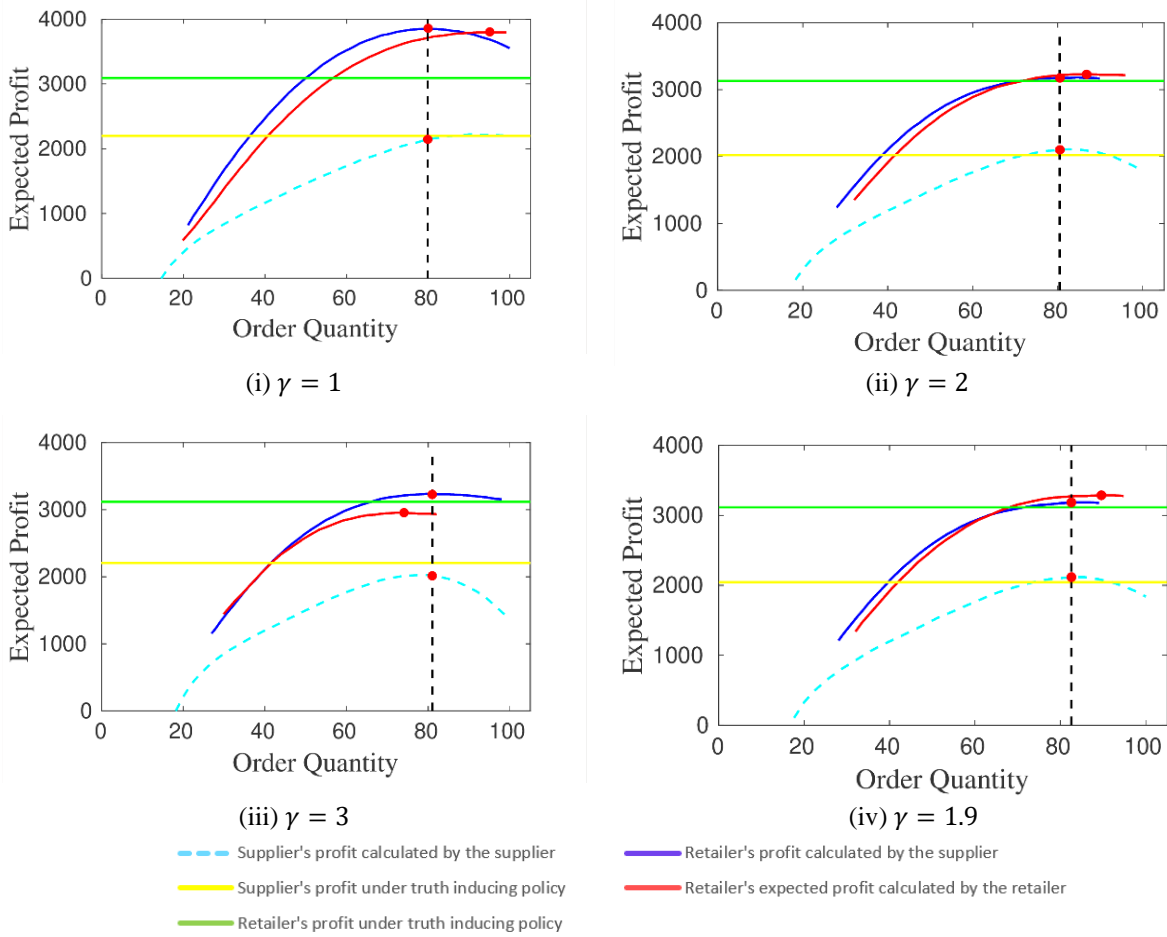 4000
3000
2000
1000
0
Expected Profit
0 20 40 60 80 100
Order Quantity
(i) γ = 1
4000
3000
2000
1000
0
Expected Profit
0 20 40 60 80 100
Order Quantity
(ii) γ = 2
4000
3000
2000
1000
0
Expected Profit
0 20 40 60 80 100
Order Quantity
(iii) γ = 3
4000
3000
2000
1000
0
Expected Profit
0 20 40 60 80 100
Order Quantity
(iv) γ = 1.9
Supplier's profit calculated by the supplier
Retailer's profit calculated by the supplier
Supplier's profit under truth inducing policy
Retailer's expected profit calculated by the retailer
Retailer's profit under truth inducing policy